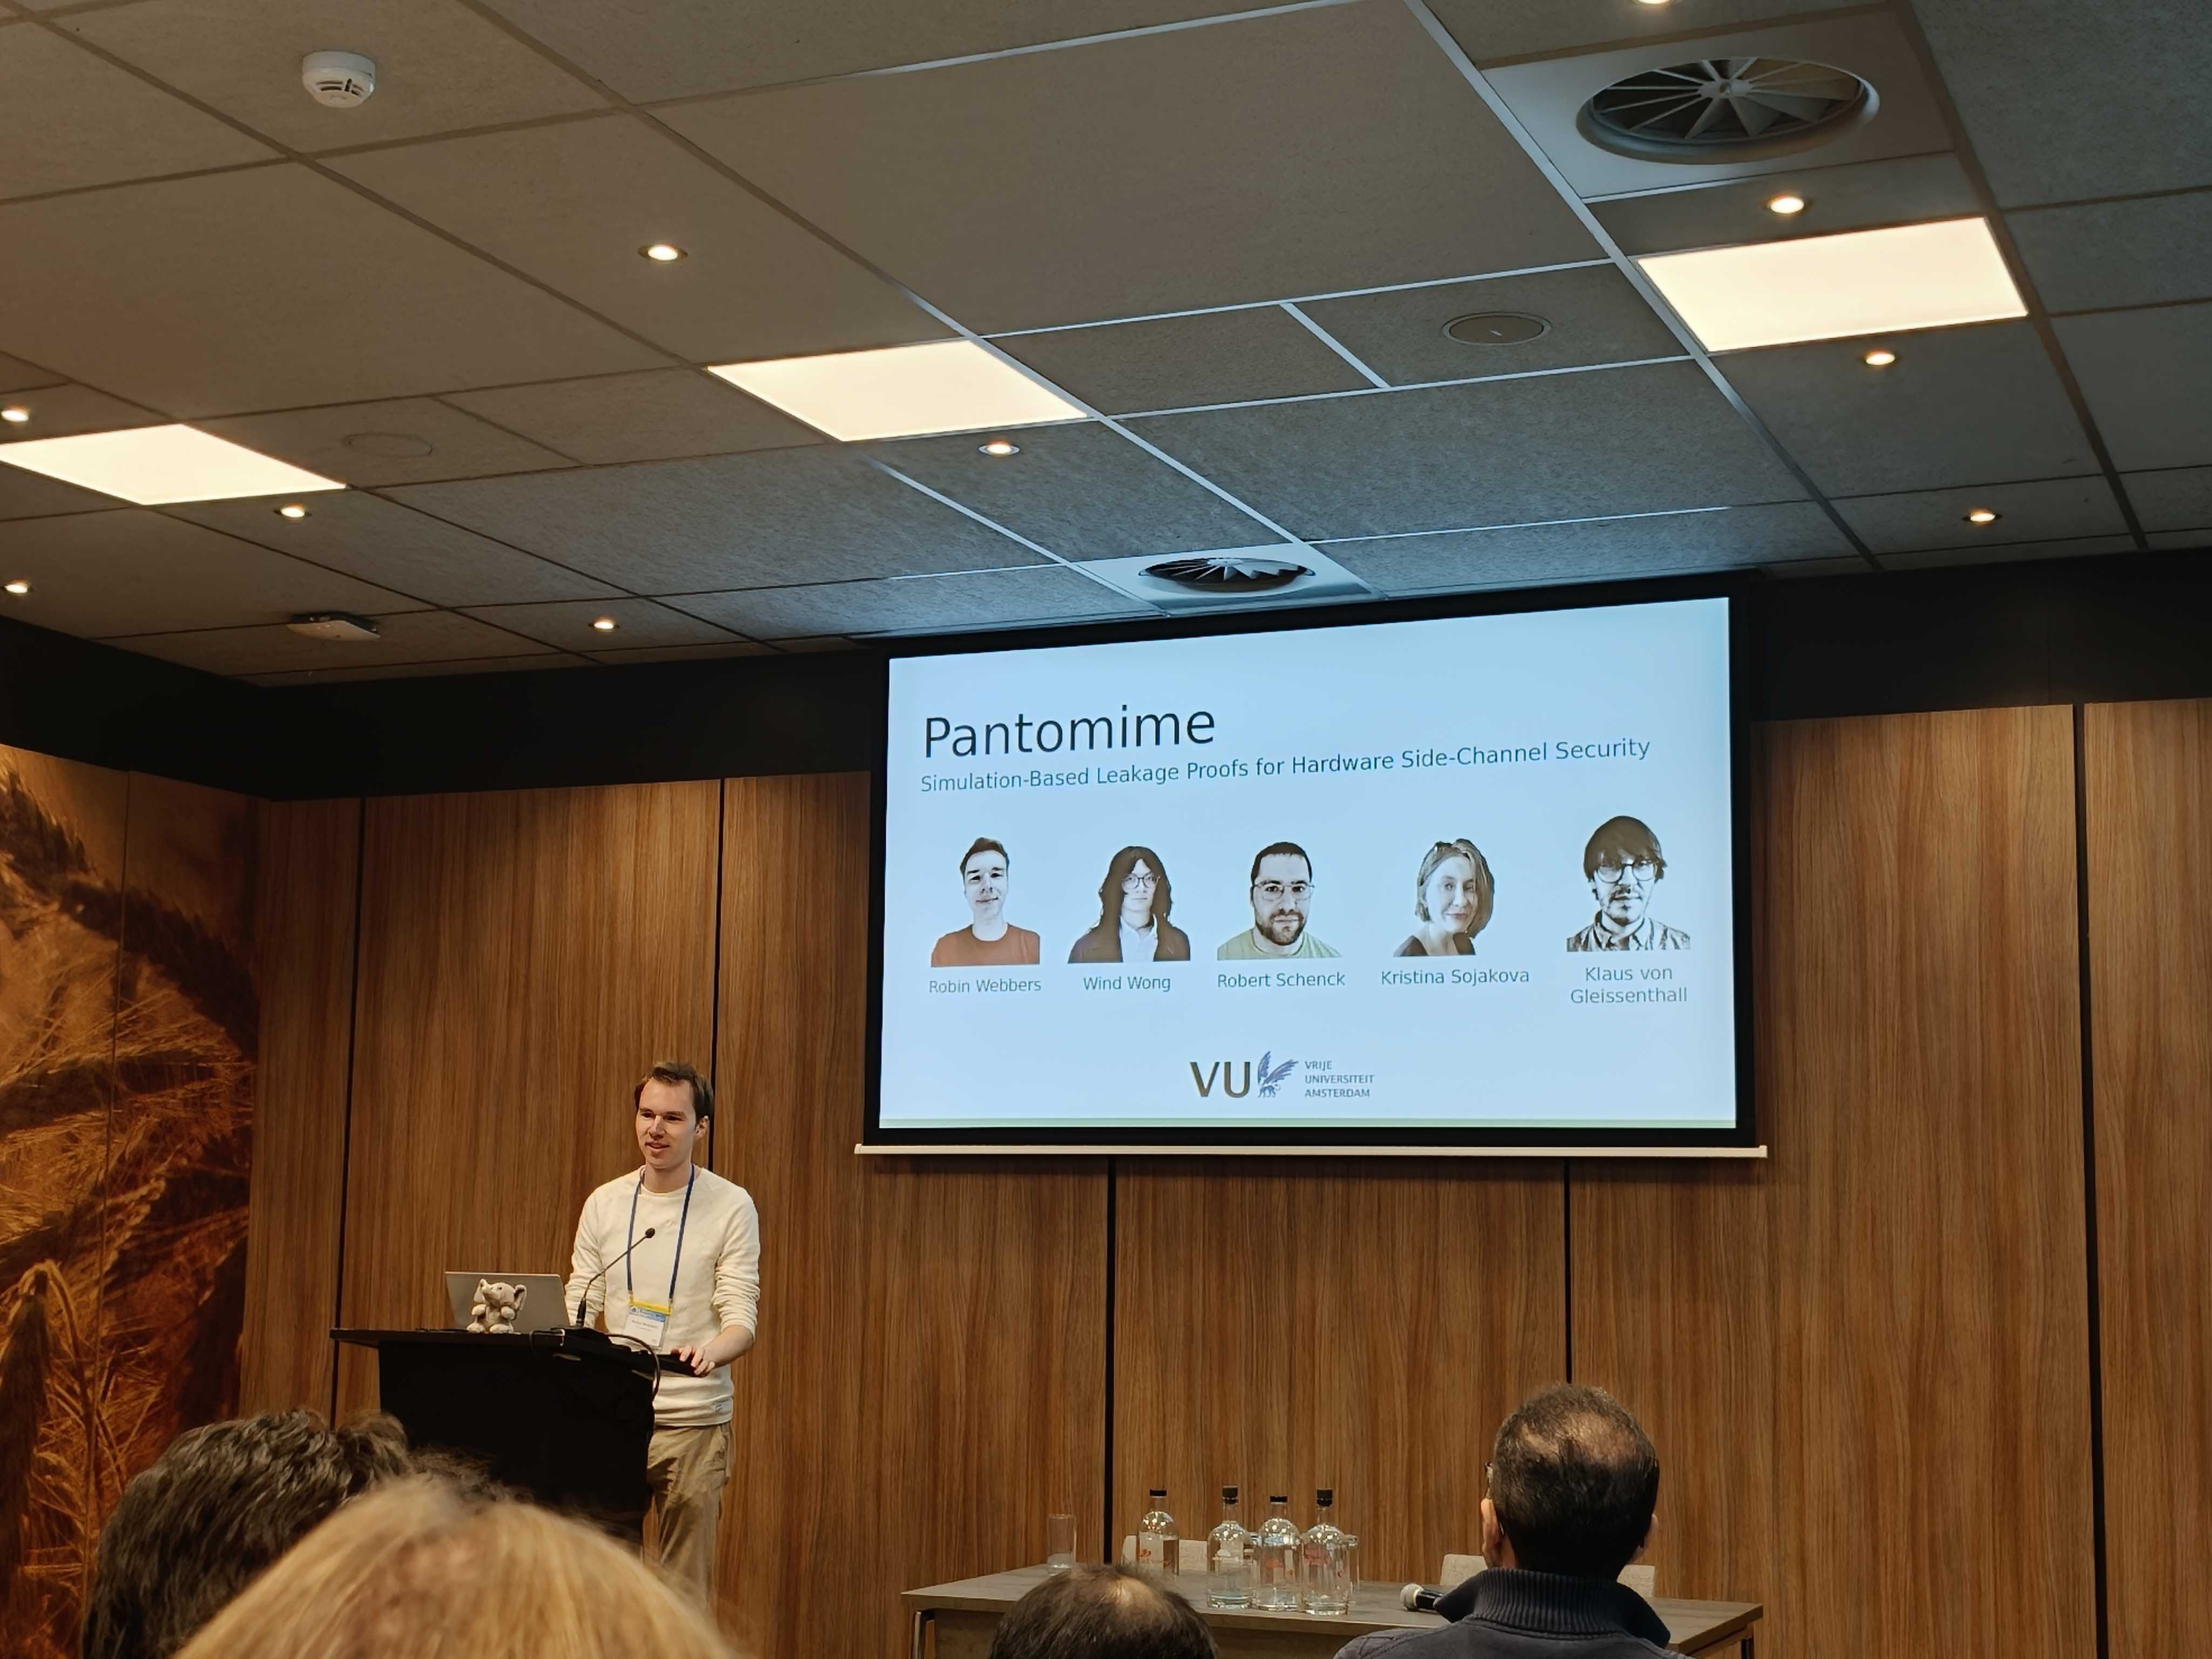 Pantomime
Simulation-Based Leakage Proofs for Hardware Side-Channel Security
Robin Webbers
Wind Wong
Robert Schenck
Kristina Sojakova
Klaus von
Gleissenthall
VU
VRIJE
UNIVERSITEIT
AMSTERDAM